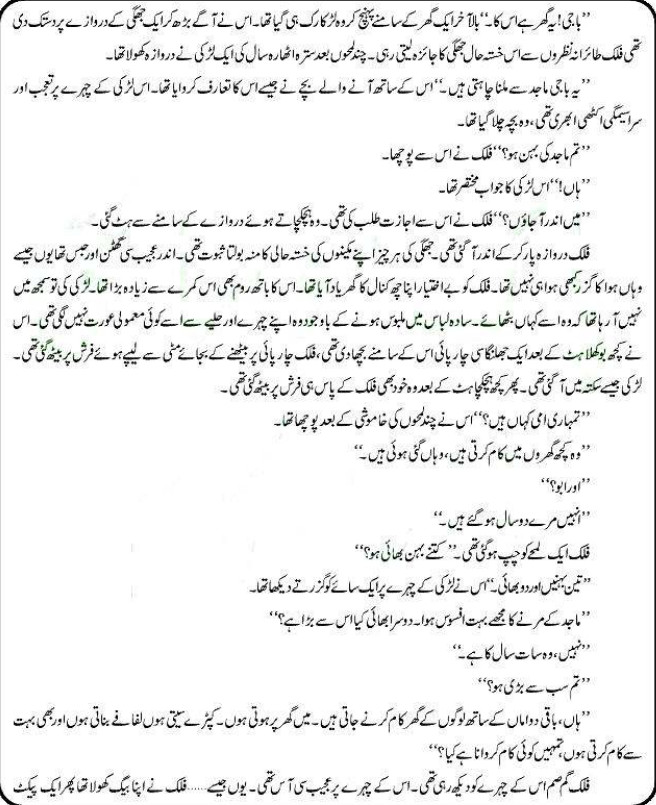 ’’باجی! یہ گھر ہے اس کا۔‘‘ بالآخر ایک گھر کے سامنے پہنچ کر وہ لڑکا رک ہی گیا تھا۔ اس نے آگے بڑھ کر ایک جھگی کے دروازے پر دستک دی
تھی فلک طائرانہ نظروں سے اس خستہ حال جھگی کا جائزہ لیتی رہی۔ چند لمحوں بعد سترہ اٹھارہ سال کی ایک لڑکی نے دروازہ کھولا تھا۔
’’یہ باجی ماجد سے ملنا چاہتی ہیں۔‘‘ اس کے ساتھ آنے والے بچے نے جیسے اس کا تعارف کروایا تھا۔ اس لڑکی کے چہرے پر تعجب اور
سراسیمگی اکٹھی ابھری تھی، وہ بچہ چلا گیا تھا۔
’’تم ماجد کی بہن ہو؟‘‘ فلک نے اس سے پوچھا۔
’’ہاں!‘‘ اس لڑکی کا جواب مختصر تھا۔
’’میں اندر آ جاؤں؟‘‘ فلک نے اس سے اجازت طلب کی تھی۔ وہ ہچکچاتے ہوئے دروازے کے سامنے سے ہٹ گئی۔
فلک دروازہ پار کر کے اندر آ گئی تھی۔ جھگی کی ہر چیز اپنے مکینوں کی خستہ حالی کا منہ بولتا ثبوت تھی۔ اندر عجیب سی گھٹن اور حبس تھا یوں جیسے
وہاں ہوا کا گزر کبھی ہوا ہی نہیں تھا۔ فلک کو بے اختیار اپنا چھ کنال کا گھر یاد آیا تھا۔ اس کا باتھ روم بھی اس کمرے سے زیادہ بڑا تھا۔ لڑکی کی تو سمجھ میں
نہیں آ رہا تھا کہ وہ اسے کہاں بٹھائے۔ سادہ لباس میں ملبوس ہونے کے باوجود وہ اپنے چہرے اور حلیے سے اسے کوئی معمولی عورت نہیں لگی تھی۔ اس
نے کچھ بوکھلاہٹ کے بعد ایک جھلنگا سی چارپائی اس کے سامنے بچھا دی تھی، فلک چارپائی پر بیٹھنے کے بجائے مٹی سے لیپے ہوئے فرش پر بیٹھ گئی تھی۔
لڑکی جیسے سکتہ میں آ گئی تھی۔ پھر کچھ ہچکچاہٹ کے بعد وہ خود بھی فلک کے پاس ہی فرش پر بیٹھ گئی تھی۔
’’تمہاری امی کہاں ہیں؟‘‘ اس نے چند لمحوں کی خاموشی کے بعد پوچھا تھا۔
’’وہ کچھ گھروں میں کام کرتی ہیں، وہاں گئی ہوئی ہیں۔‘‘
’’اور ابو؟‘‘
’’انہیں مرے دو سال ہو گئے ہیں۔‘‘
فلک ایک لمحے کو چپ ہو گئی تھی۔ ’’کتنے بہن بھائی ہو؟‘‘
’’تین بہنیں اور دو بھائی۔‘‘ اس نے لڑکی کے چہرے پر ایک سائے کو گزرتے دیکھا تھا۔
’’ماجد کے مرنے کا مجھے بہت افسوس ہوا۔ دوسرا بھائی کیا اس سے بڑا ہے؟‘‘
’’نہیں، وہ سات سال کا ہے۔‘‘
’’تم سب سے بڑی ہو؟‘‘
’’ہاں، باقی دو اماں کے ساتھ لوگوں کے گھر کام کرنے جاتی ہیں۔ میں گھر پر ہوتی ہوں۔ کپڑے سیتی ہوں لفافے بناتی ہوں اور بھی بہت
سے کام کرتی ہوں، تمہیں کوئی کام کروانا ہے کیا؟‘‘
فلک گم صم اس کے چہرے کو دیکھ رہی تھی۔ اس کے چہرے پر عجیب سی آس تھی۔ یوں جیسے...... فلک نے اپنا بیگ کھولا تھا پھر ایک پیکٹ